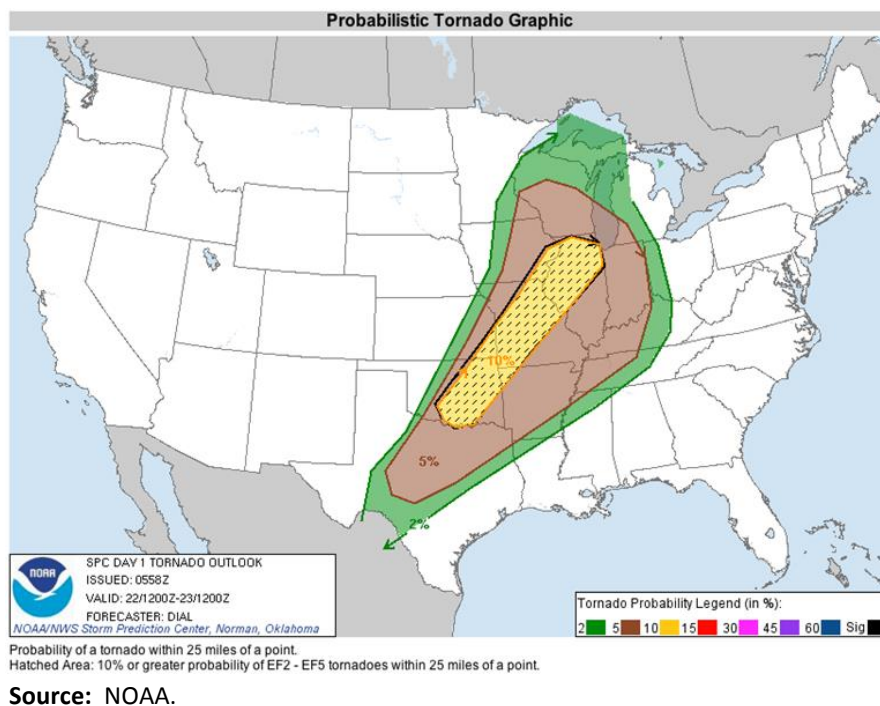 Probabilistic Tornado Graphic
10%
5%
2%
NOAA
SPC DAY 1 TORNADO OUTLOOK
ISSUED: 0558Z
VALID: 22/1200Z-23/1200Z
FORECASTER: DIAL
NOAA/NWS Storm Prediction Center, Norman, Oklahoma
Tornado Probability Legend (in %):
2 5 10 15 30 45 60 Sig
Probability of a tornado within 25 miles of a point.
Hatched Area: 10% or greater probability of EF2 - EF5 tornadoes within 25 miles of a point.
Source: NOAA.